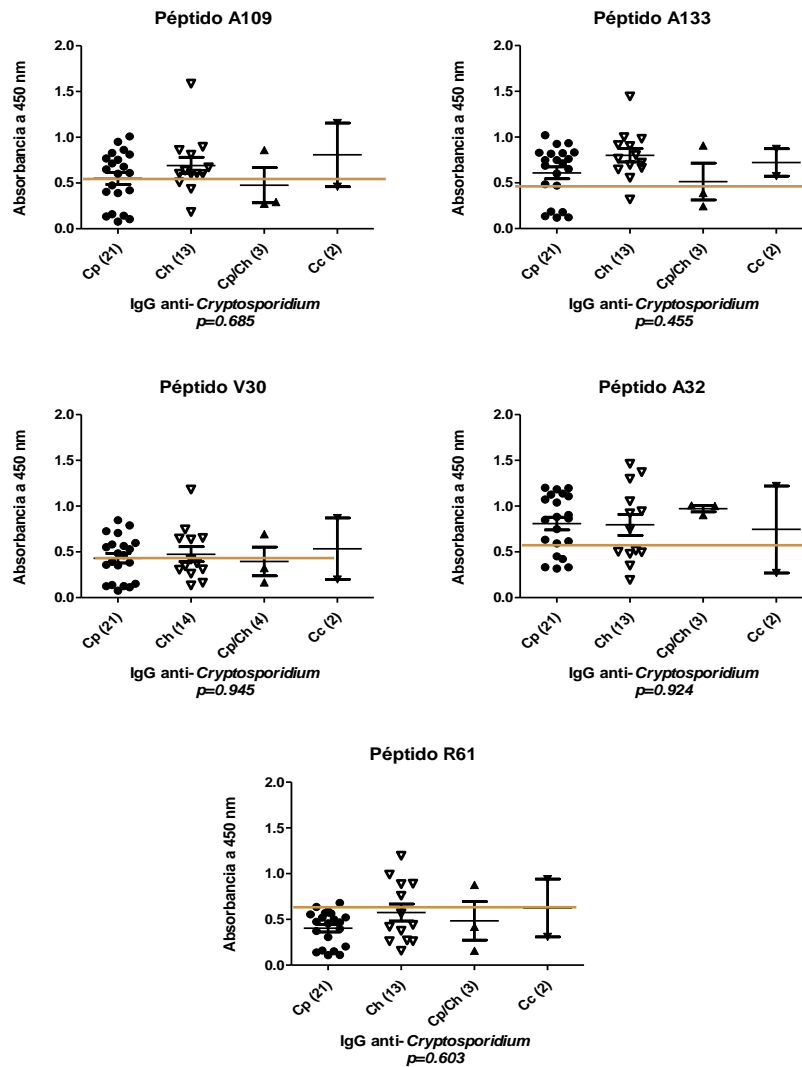 Péptido A109
Absorbancia a 450 nm
2.0
1.5
1.0
0.5
0.0
Cp (21)
Ch (13)
Cp/Ch (3)
Cc (2)
IgG anti-Cryptosporidium
p=0.685
Péptido A133
Absorbancia a 450 nm
2.0
1.5
1.0
0.5
0.0
Cp (21)
Ch (13)
Cp/Ch (3)
Cc (2)
IgG anti-Cryptosporidium
p=0.455
Péptido V30
Absorbancia a 450 nm
2.0
1.5
1.0
0.5
0.0
Cp (21)
Ch (14)
Cp/Ch (4)
Cc (2)
IgG anti-Cryptosporidium
p=0.945
Péptido A32
Absorbancia a 450 nm
2.0
1.5
1.0
0.5
0.0
Cp (21)
Ch (13)
Cp/Ch (3)
Cc (2)
IgG anti-Cryptosporidium
p=0.924
Péptido R61
Absorbancia a 450 nm
2.0
1.5
1.0
0.5
0.0
Cp (21)
Ch (13)
Cp/Ch (3)
Cc (2)
IgG anti-Cryptosporidium
p=0.603